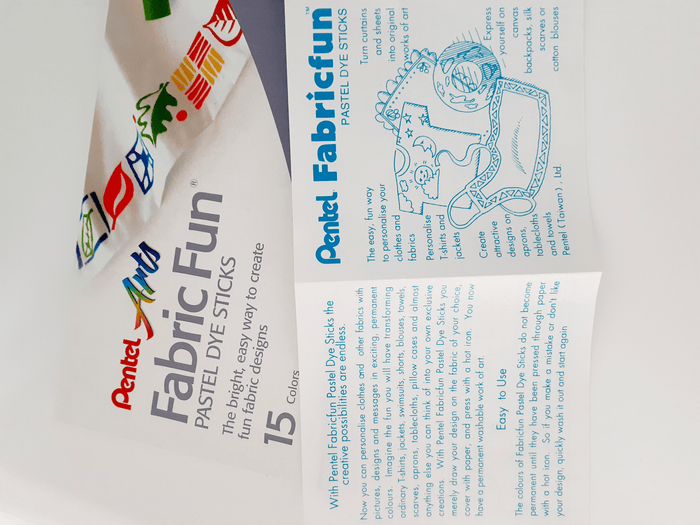 Pentel Arts
Fabric Fun®
PASTEL DYE STICKS
The bright, easy way to create
fun fabric designs
15 Colors
Pentel Fabricfun™
PASTEL DYE STICKS
The easy, fun way
to personalise your
clothes and
fabrics
Personalise
T-shirts and
jackets
Create
attractive
designs on
aprons,
tablecloths
and towels
Pentel (Taiwan), Ltd.
Turn curtains
and sheets
into original
works of art
Express
yourself on
canvas
backpacks, silk
scarves or
cotton blouses
With Pentel Fabricfun Pastel Dye Sticks the
creative possibilities are endless.
Now you can personalise clothes and other fabrics with
pictures, designs and messages in exciting, permanent
colours. Imagine the fun you will have transforming
ordinary T-shirts, jackets, swimsuits, shorts, blouses, towels,
scarves, aprons, tablecloths, pillow cases and almost
anything else you can think of into your own exclusive
creations. With Pentel Fabricfun Pastel Dye Sticks you
merely draw your design on the fabric of your choice,
cover with paper, and press with a hot iron. You now
have a permanent washable work of art.
Easy to Use
The colours of Fabricfun Pastel Dye Sticks do not become
permanent until they have been pressed through paper
with a hot iron. So if you make a mistake or don't like
your design, quickly wash it out and start again